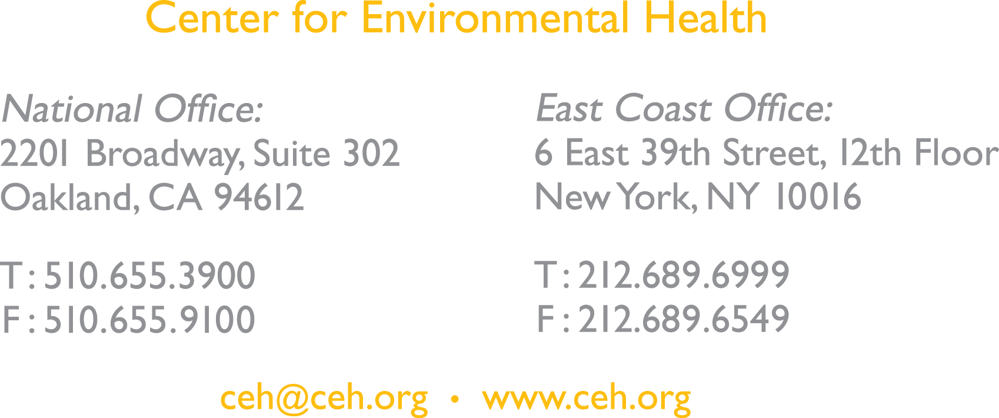 Center for Environmental Health
National Office:
2201 Broadway, Suite 302
Oakland, CA 94612
T : 510.655.3900
F : 510.655.9100
East Coast Office:
6 East 39th Street, 12th Floor
New York, NY 10016
T : 212.689.6999
F : 212.689.6549
ceh@ceh.org • www.ceh.org